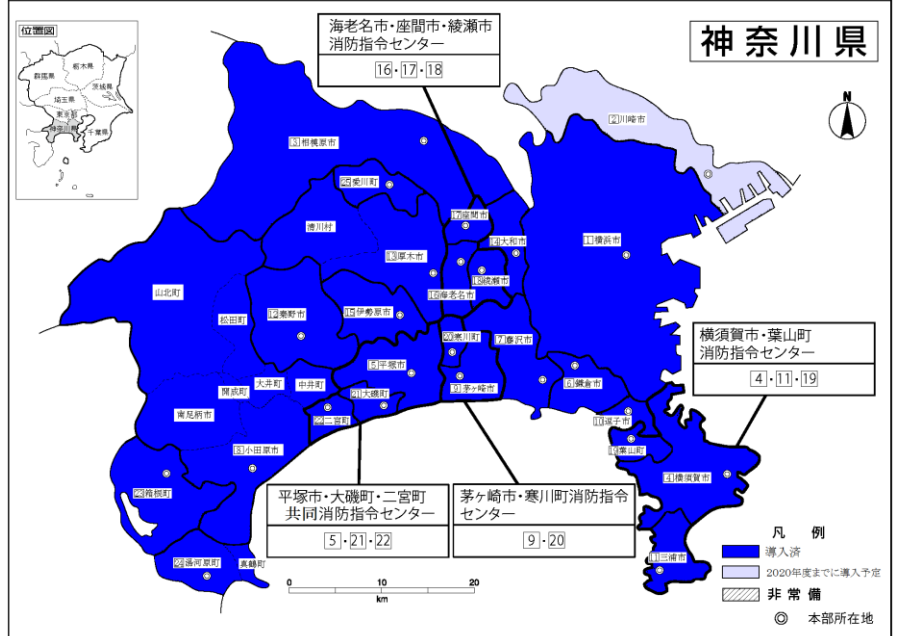 位置図
栃木県
群馬県
茨城県
埼玉県
東京都
神奈川県
千葉県
海老名市・座間市・綾瀬市
消防指令センター
16・17・18
神奈川県
N
2川崎市
3相模原市
25愛川町
17座間市
清川村
14大和市
1横浜市
13厚木市
18綾瀬市
16海老名市
山北町
松田町
12秦野市
15伊勢原市
20寒川町
7藤沢市
横須賀市・葉山町
消防指令センター
4・11・19
5平塚市
6鎌倉市
9茅ヶ崎市
大井町
中井町
開成町
21大磯町
南足柄市
22二宮町
10逗子市
8小田原市
19葉山町
4横須賀市
23箱根町
平塚市・大磯町・二宮町
共同消防指令センター
5・21・22
茅ヶ崎市・寒川町消防指令
センター
9・20
11三浦市
24湯河原町
真鶴町
0 10 20
km
凡 例
導入済
2020年度までに導入予定
非常備
本部所在地